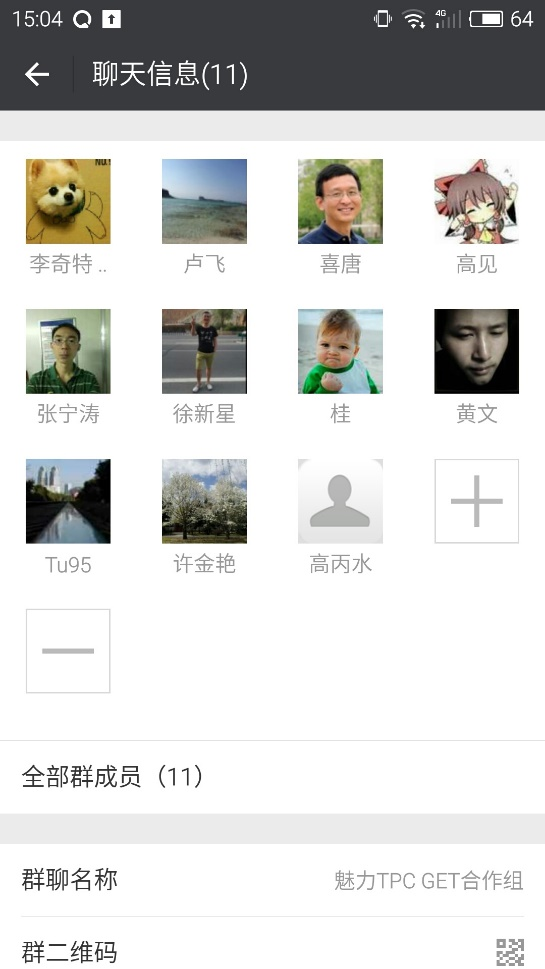 15:04 4G 64
聊天信息(11)
李奇特 ..
卢飞
喜唐
高见
张宁涛
徐新星
桂
黄文
Tu95
许金艳
高丙水
全部群成员（11）
群聊名称 魅力TPC GET合作组
群二维码